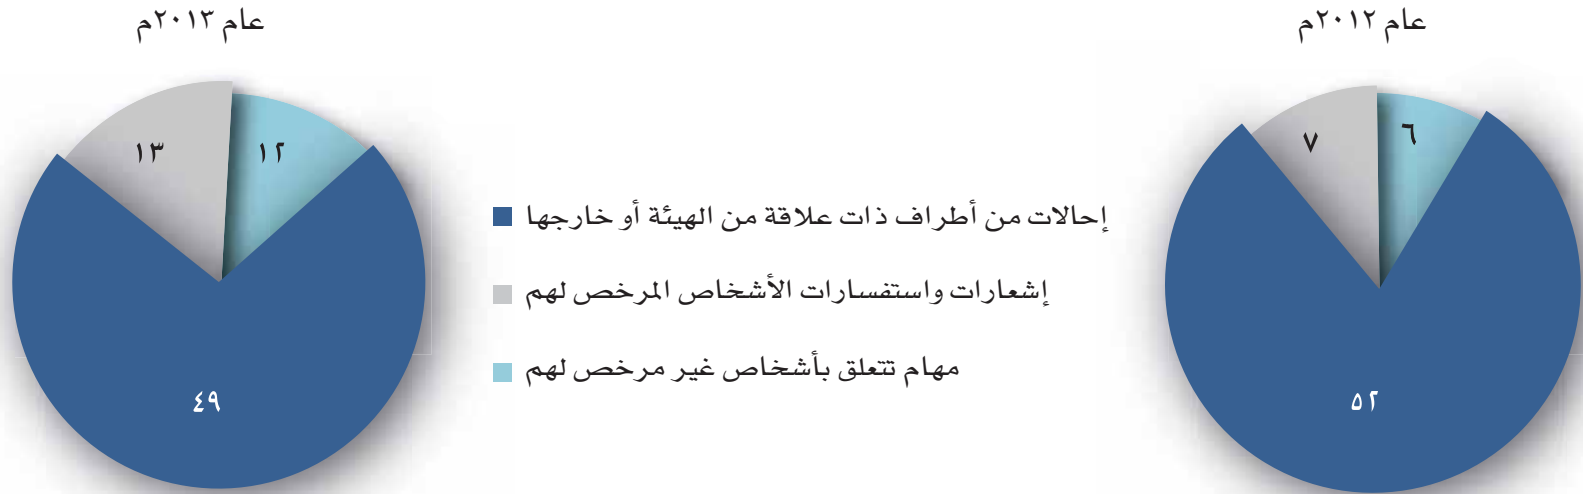 عام ٢٠١٢م
٦
٧
٥٢
إحالات من أطراف ذات علاقة من الهيئة أو خارجها
إشعارات واستفسارات الأشخاص المرخص لهم
مهام تتعلق بأشخاص غير مرخص لهم
عام ٢٠١٣م
١٢
١٣
٤٩